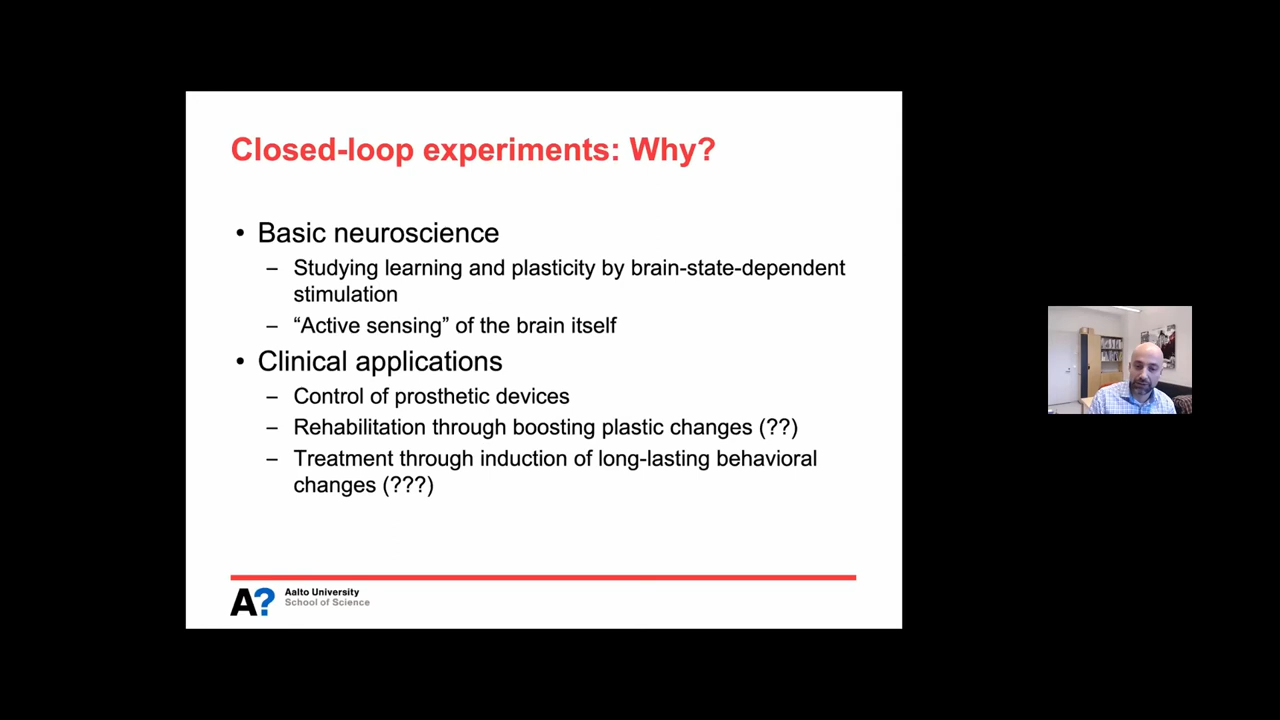 Closed-loop experiments: Why?
• Basic neuroscience
– Studying learning and plasticity by brain-state-dependent
stimulation
– “Active sensing” of the brain itself
• Clinical applications
– Control of prosthetic devices
– Rehabilitation through boosting plastic changes (??)
– Treatment through induction of long-lasting behavioral
changes (???)
A?
Aalto University
School of Science